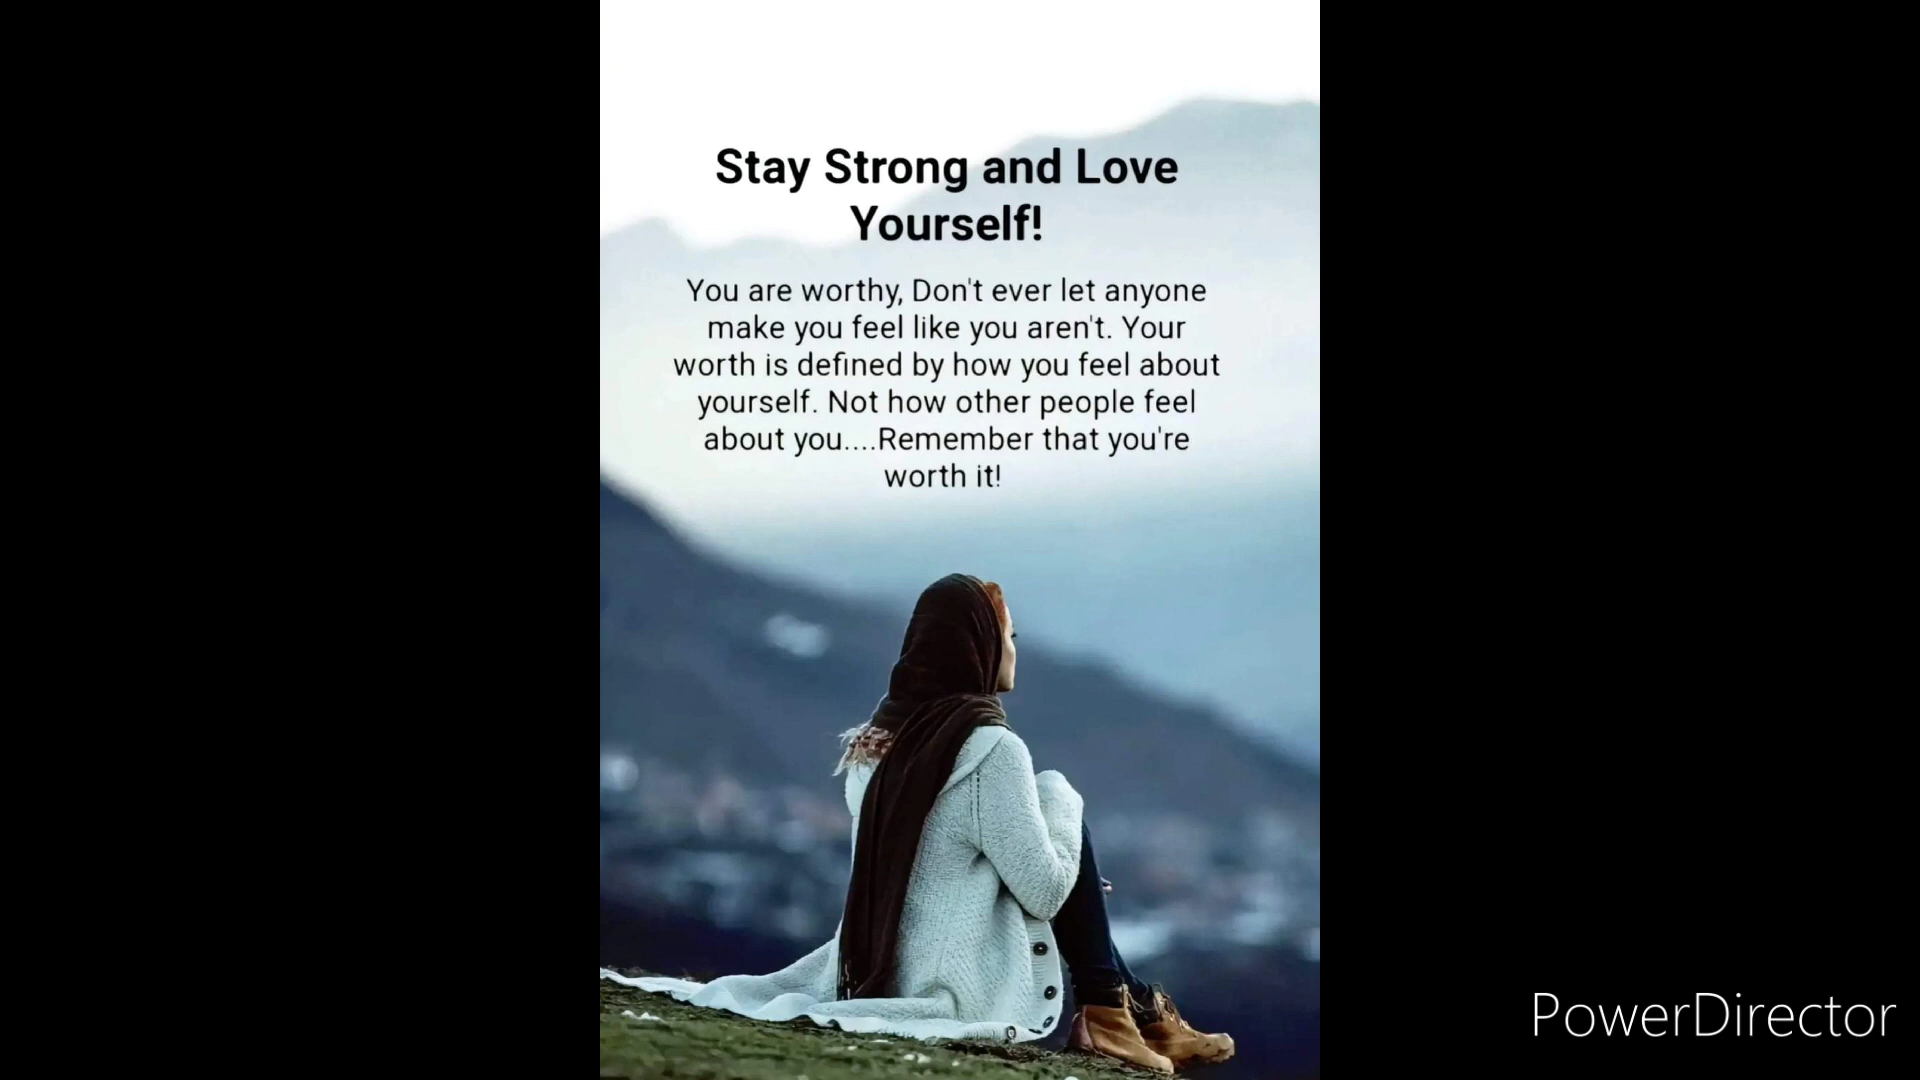 Stay Strong and Love
Yourself!
You are worthy, Don't ever let anyone
make you feel like you aren't. Your
worth is defined by how you feel about
yourself. Not how other people feel
about you....Remember that you're
worth it!
PowerDirector